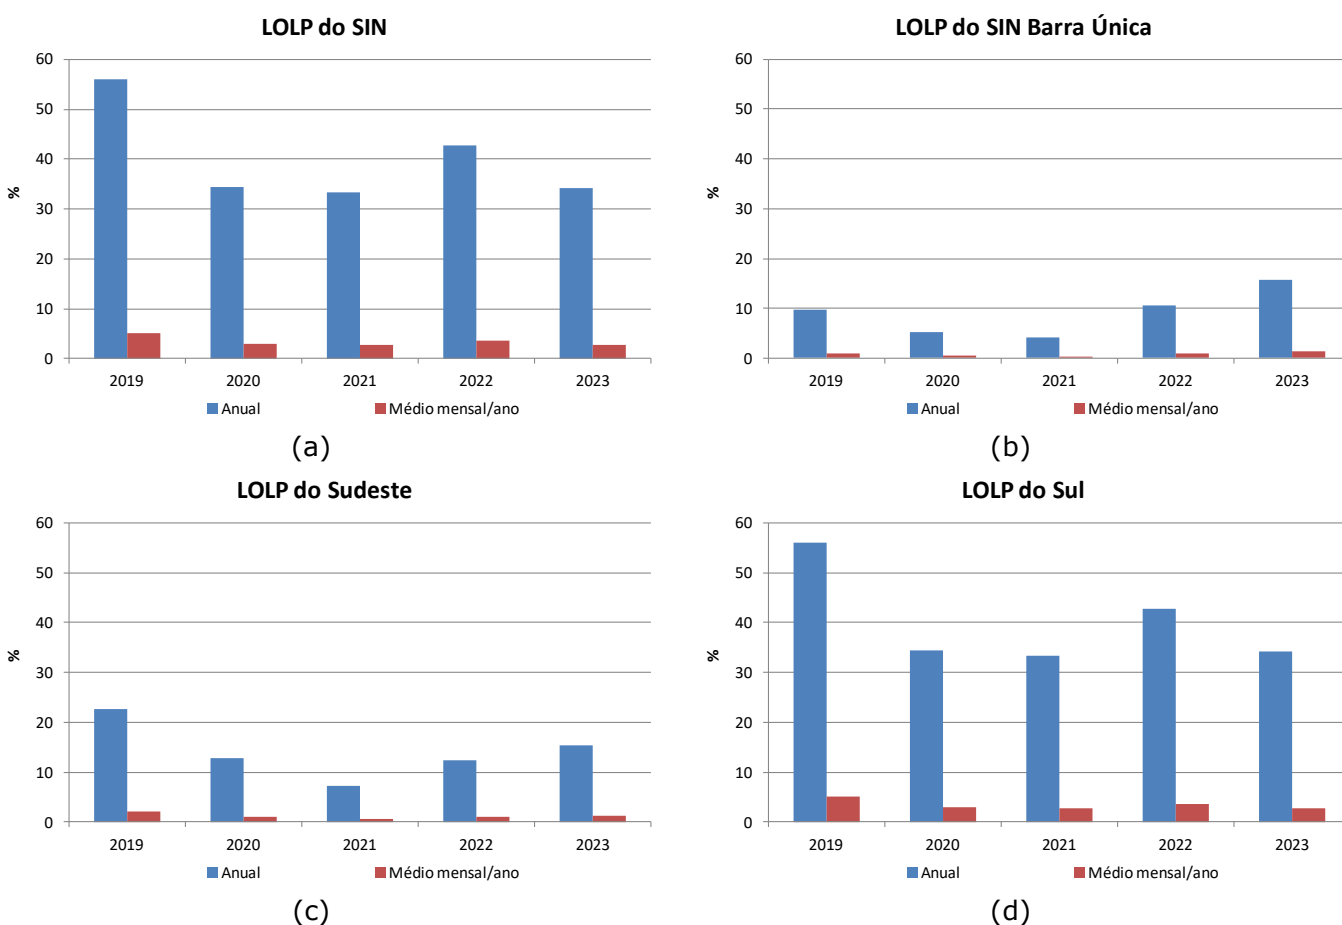 LOLP do SIN
60
50
40
30
20
10
0
%
2019 2020 2021 2022 2023
Anual Médio mensal/ano
(a)
LOLP do SIN Barra Única
60
50
40
30
20
10
0
%
2019 2020 2021 2022 2023
Anual Médio mensal/ano
(b)
LOLP do Sudeste
60
50
40
30
20
10
0
%
2019 2020 2021 2022 2023
Anual Médio mensal/ano
(c)
LOLP do Sul
60
50
40
30
20
10
0
%
2019 2020 2021 2022 2023
Anual Médio mensal/ano
(d)